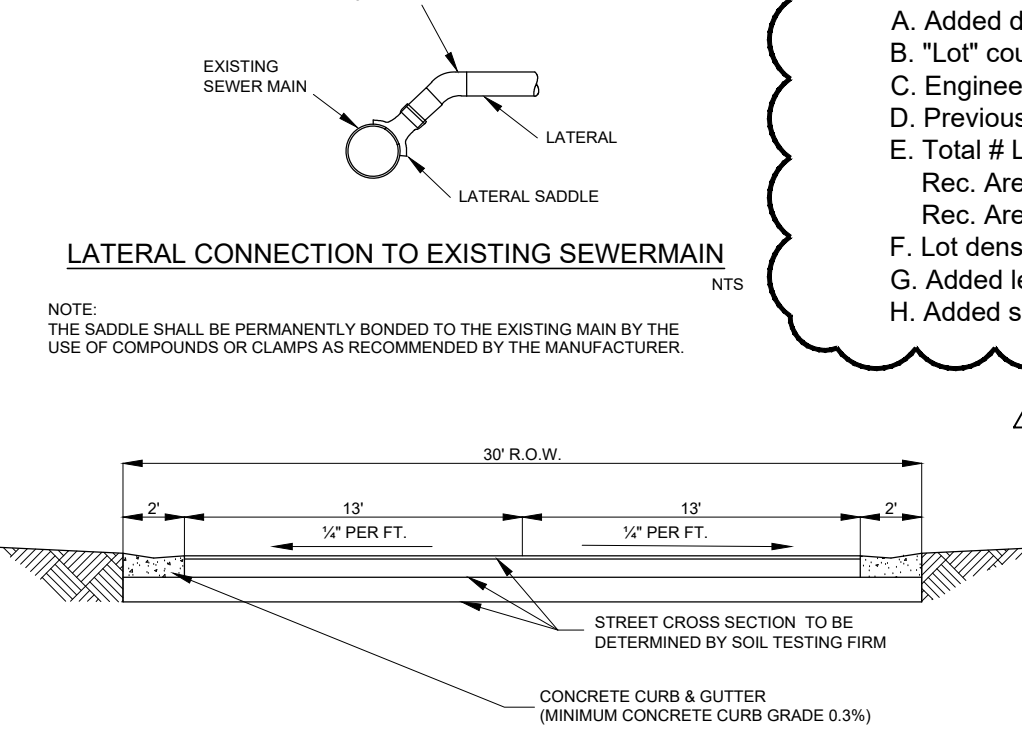 EXISTING
SEWER MAIN
LATERAL
LATERAL SADDLE
LATERAL CONNECTION TO EXISTING SEWERMAIN
NTS
NOTE:
THE SADDLE SHALL BE PERMANENTLY BONDED TO THE EXISTING MAIN BY THE
USE OF COMPOUNDS OR CLAMPS AS RECOMMENDED BY THE MANUFACTURER.
A. Added
B. "Lot"
C.
D. Previous
E. Total #
Rec.
Rec.
F. Lot
G. Added
H. Added
30' R.O.W.
2' 13' 13' 2'
¼" PER FT. ¼" PER FT.
STREET CROSS SECTION TO BE
DETERMINED BY SOIL TESTING FIRM
CONCRETE CURB & GUTTER
(MINIMUM CONCRETE CURB GRADE 0.3%)